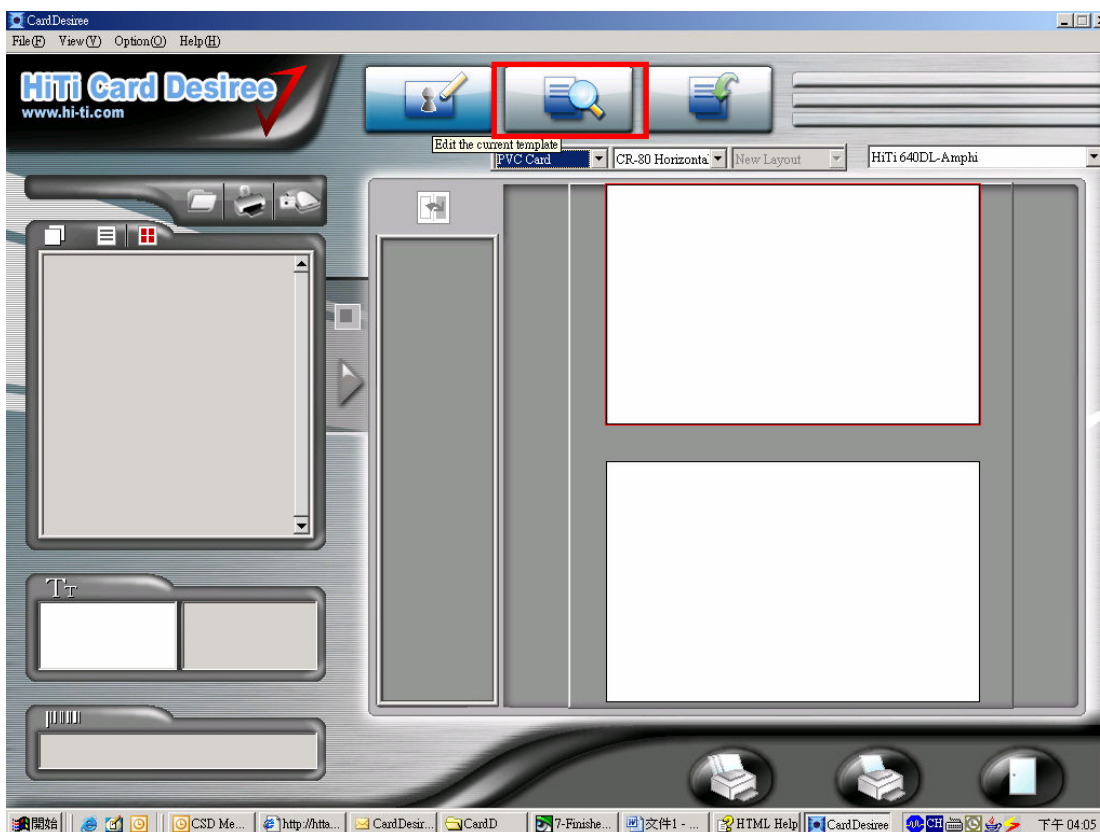 CardDesiree
File(F) View(V) Option(O) Help(H)
HiTi Card Desiree
www.hi-ti.com
Edit the current template
PVC Card CR-80 Horizonta New Layout HiTi 640DL-Amphi
TT
開始 CSD Me... http://htta... CardDesir... CardD 7-Finishe... 文件1 - ... HTML Help CardDesiree CH 下午 04:05